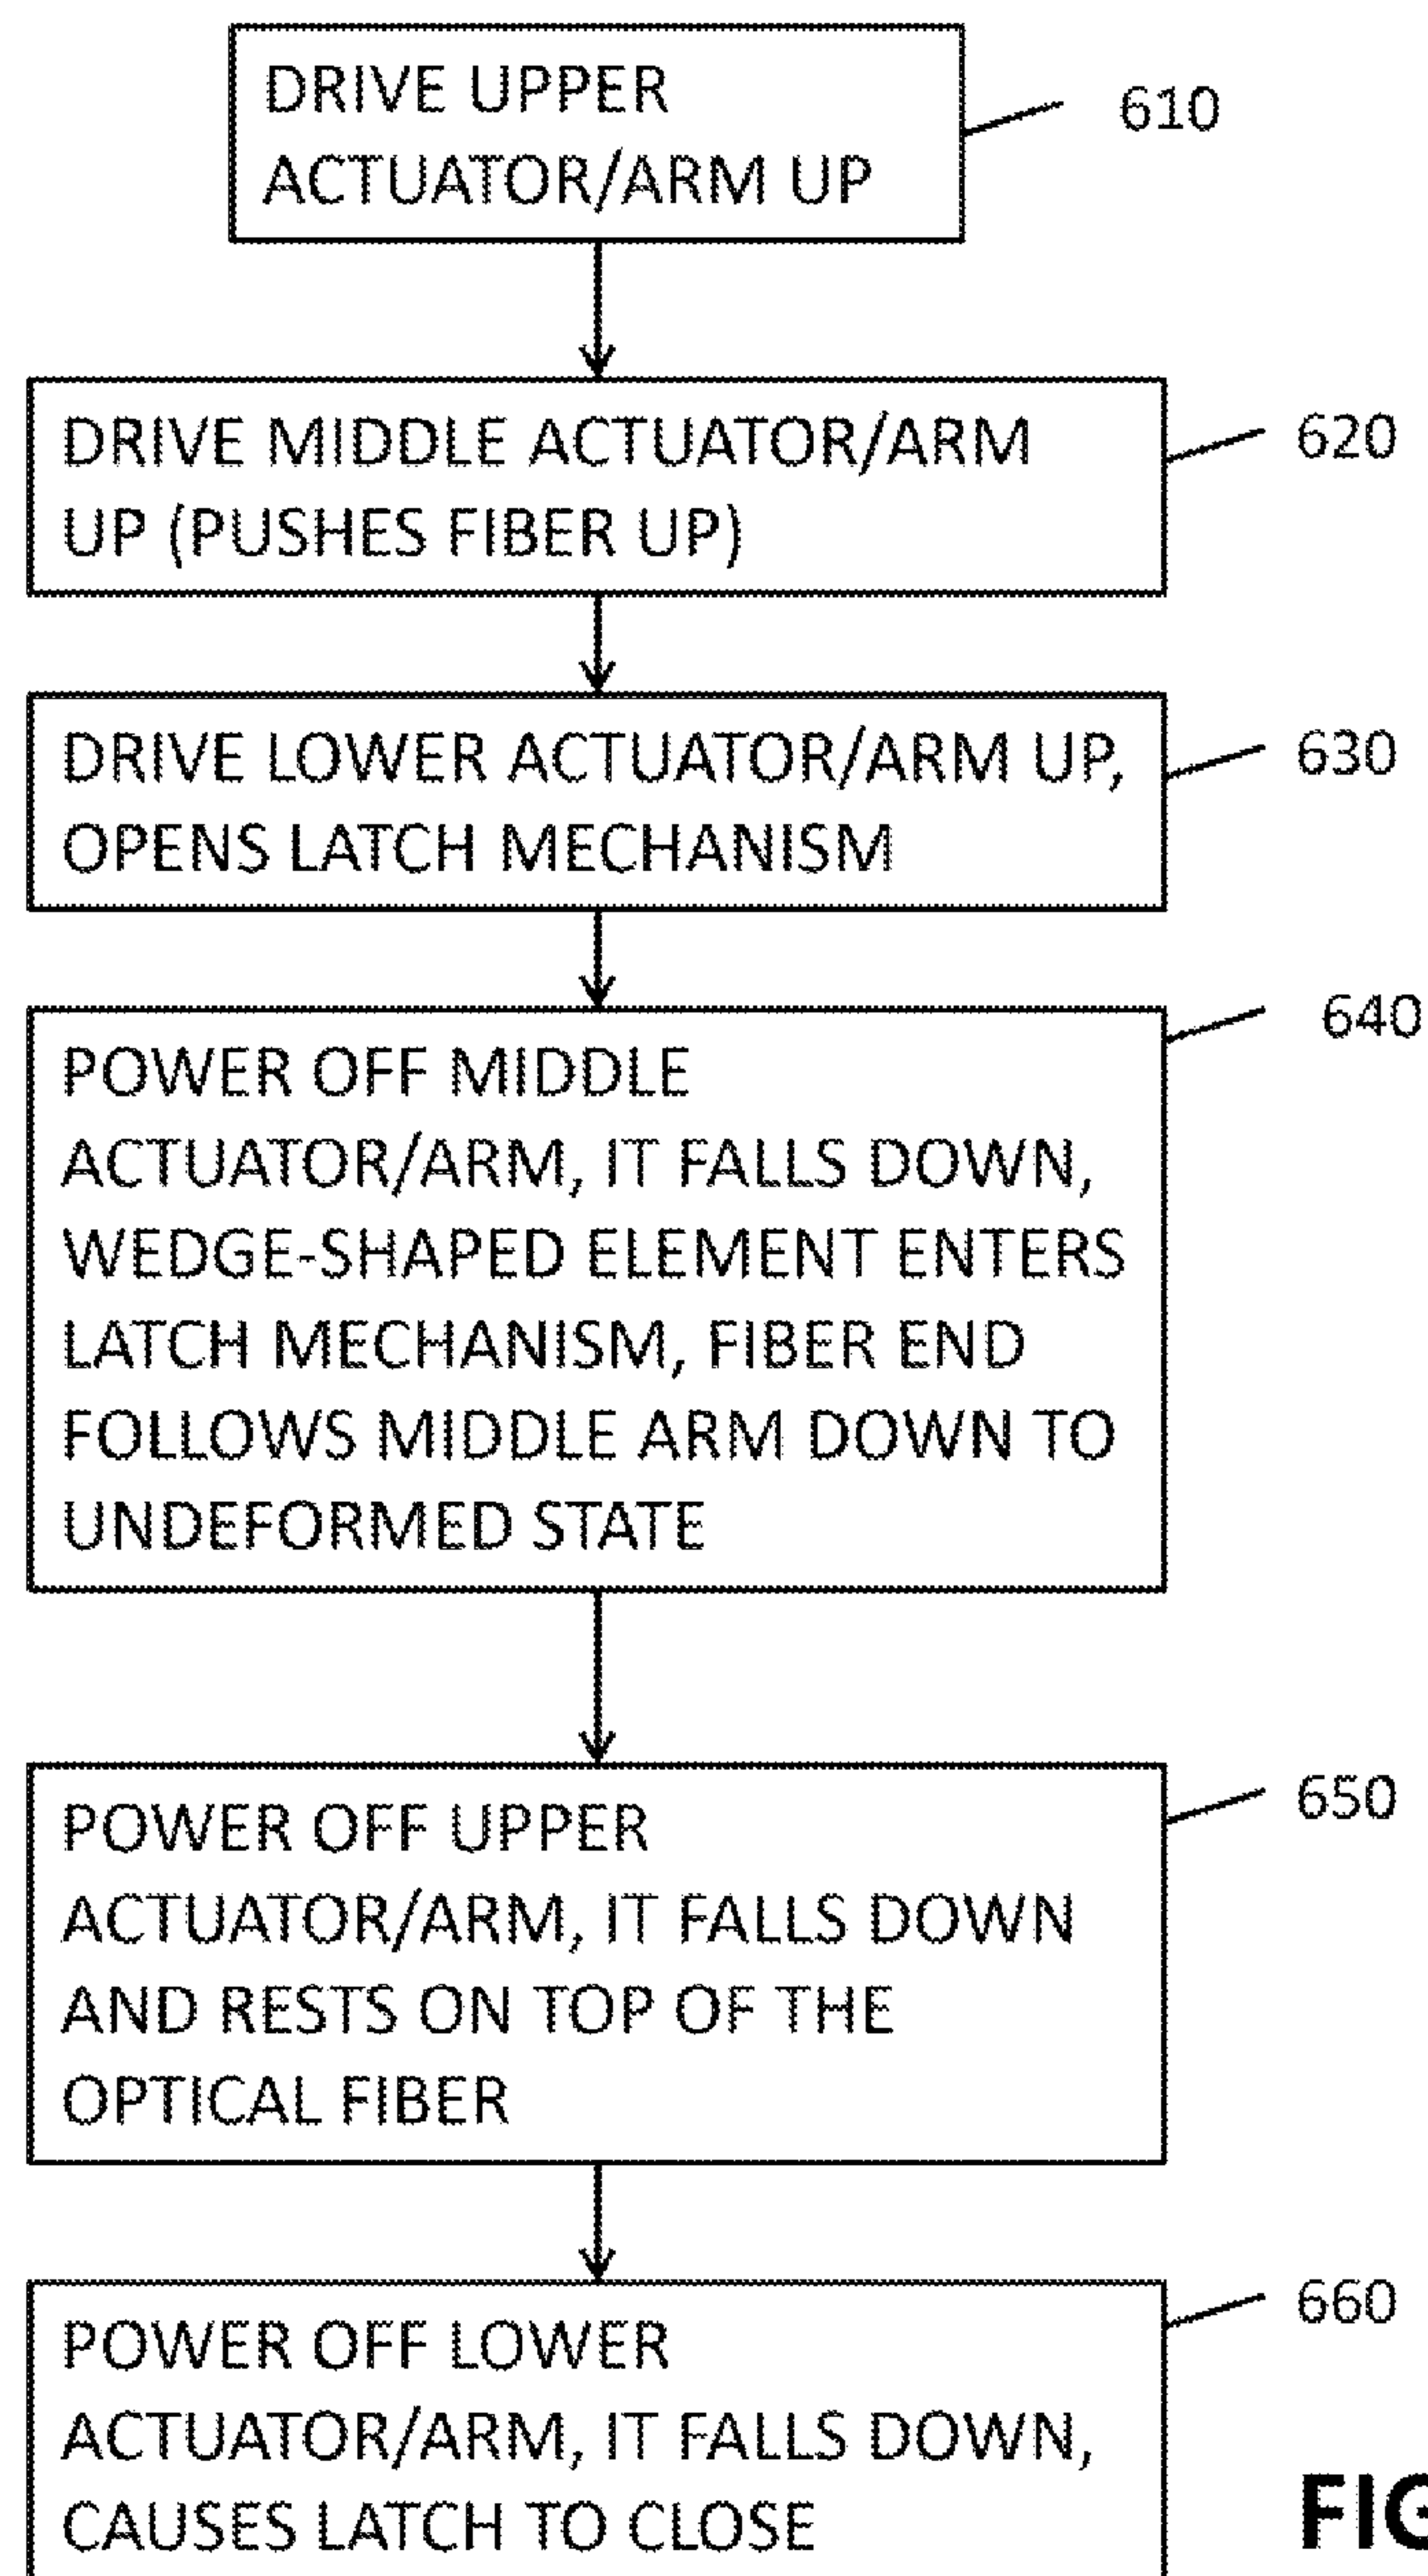 DRIVE UPPER
ACTUATOR/ARM UP
610
DRIVE MIDDLE ACTUATOR/ARM
UP (PUSHES FIBER UP)
620
DRIVE LOWER ACTUATOR/ARM UP,
OPENS LATCH MECHANISM
630
POWER OFF MIDDLE
ACTUATOR/ARM, IT FALLS DOWN,
WEDGE-SHAPED ELEMENT ENTERS
LATCH MECHANISM, FIBER END
FOLLOWS MIDDLE ARM DOWN TO
UNDEFORMED STATE
640
POWER OFF UPPER
ACTUATOR/ARM, IT FALLS DOWN
AND RESTS ON TOP OF THE
OPTICAL FIBER
650
POWER OFF LOWER
ACTUATOR/ARM, IT FALLS DOWN,
CAUSES LATCH TO CLOSE
660